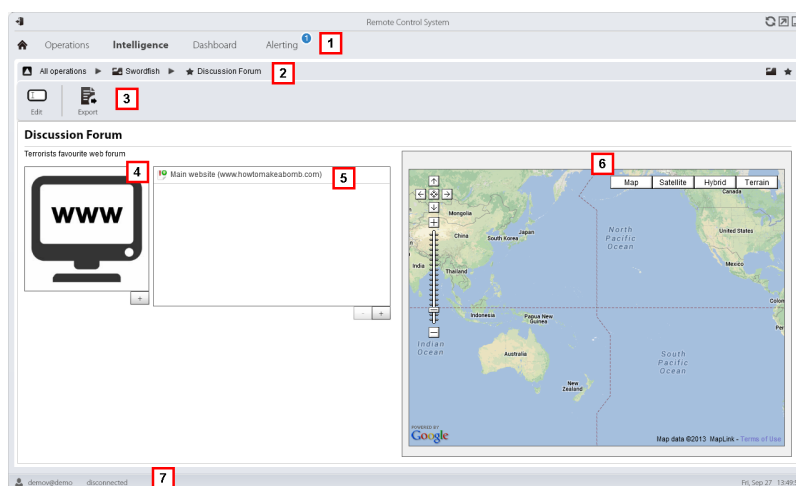 Remote Control System
Operations Intelligence Dashboard Alerting 1 1
All operations Swordfish Discussion Forum 2
3
Edit Export
Discussion Forum
Terrorists favourite web forum
4
Main website (www.howtomakeabomb.com) 5
www
+
- +
6
Map Satellite Hybrid Terrain
Canada
Mongolia
North
Pacific
Ocean
United States
China
South Korea
Japan
India
Thailand
Mexico
Indonesia
Papua New
Guinea
Indian
Ocean
Australia
South
Pacific
Ocean
New
Zealand
POWERED BY
Google
Map data ©2013 MapLink - Terms of Use
7
demov@demo disconnected
Fri, Sep 27